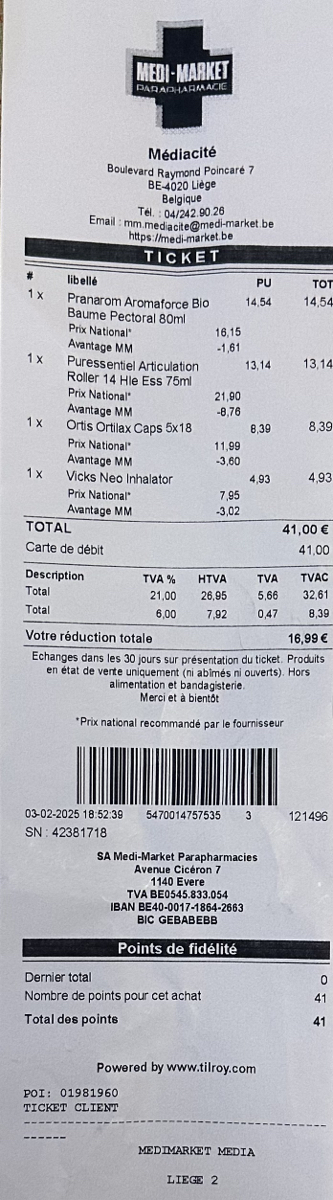 MEDI-MARKET
PARAPHARMACIE
Médiacité
Boulevard Raymond Poincaré 7
BE-4020 Liège
Belgique
Tél. : 04/242.90.26
Email : mm.mediacite@medi-market.be
https://medi-market.be
TICKET
# libellé PU TOT
1 x Pranarom Aromaforce Bio 14,54 14,54
Baume Pectoral 80ml
Prix National* 16,15
Avantage MM -1,61
1 x Puressentiel Articulation 13,14 13,14
Roller 14 Hle Ess 75ml
Prix National* 21,90
Avantage MM -8,76
1 x Ortis Ortilax Caps 5x18 8,39 8,39
Prix National* 11,99
Avantage MM -3,60
1 x Vicks Neo Inhalator 4,93 4,93
Prix National* 7,95
Avantage MM -3,02
TOTAL 41,00 €
Carte de débit 41,00
Description TVA % HTVA TVA TVAC
Total 21,00 26,95 5,66 32,61
Total 6,00 7,92 0,47 8,39
Votre réduction totale 16,99 €
Echanges dans les 30 jours sur présentation du ticket. Produits
en état de vente uniquement (ni abîmés ni ouverts). Hors
alimentation et bandagisterie.
Merci et à bientôt
*Prix national recommandé par le fournisseur
03-02-2025 18:52:39 5470014757535 3 121496
SN : 42381718
SA Medi-Market Parapharmacies
Avenue Cicéron 7
1140 Evere
TVA BE0545.833.054
IBAN BE40-0017-1864-2663
BIC GEBABEBB
Points de fidélité
Dernier total 0
Nombre de points pour cet achat 41
Total des points 41
Powered by www.tilroy.com
POI: 01981960
TICKET CLIENT
MEDIMARKET MEDIA
LIEGE 2